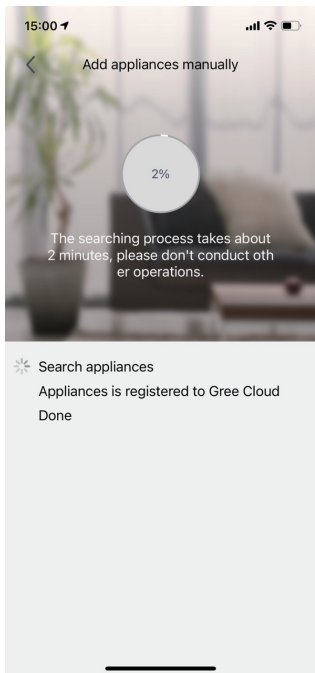 15:00
Add appliances manually
2%
The searching process takes about
2 minutes, please don't conduct oth
er operations.
Search appliances
Appliances is registered to Gree Cloud
Done